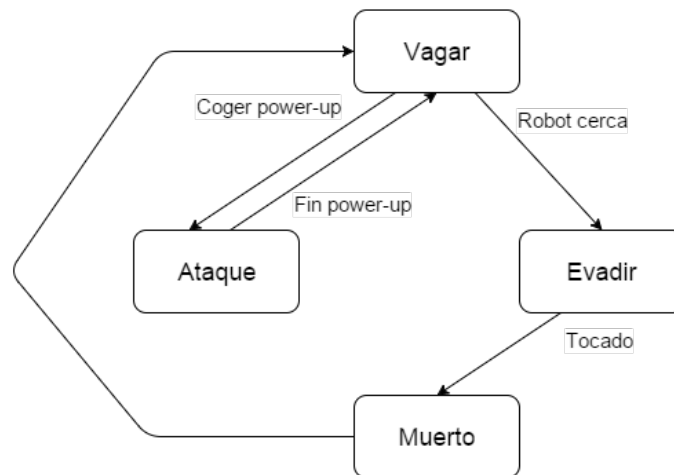 Vagar
Coger power-up
Robot cerca
Fin power-up
Ataque
Evadir
Tocado
Muerto